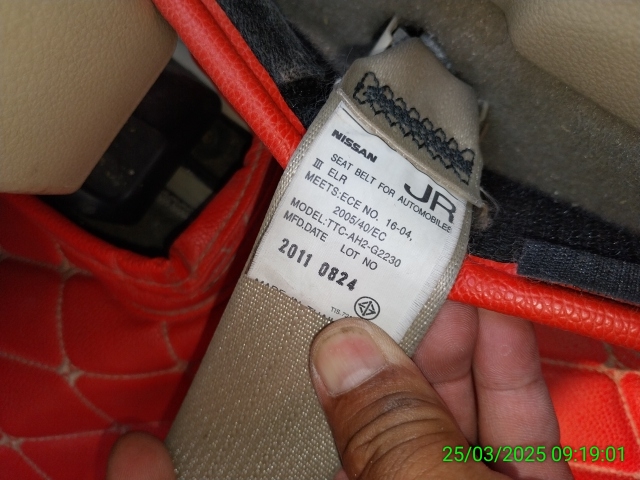 NISSAN
SEAT BELT FOR AUTOMOBILES
III ELR JR
MEETS:ECE NO. 16-04,
2005/40/EC
MODEL:TTC-AH2-G2230
MFD.DATE LOT NO
2011 0824
25/03/2025 09:19:01